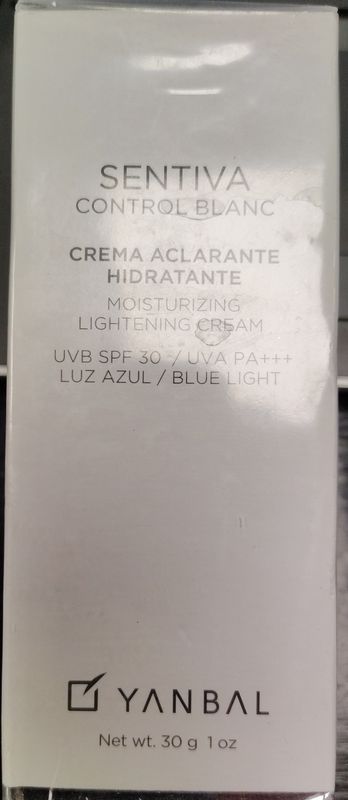 SENTIVA
CONTROL BLANC
CREMA ACLARANTE
HIDRATANTE
MOISTURIZING
LIGHTENING CREAM
UVB SPF 30 / UVA PA+++
LUZ AZUL / BLUE LIGHT
YANBAL
Net wt. 30 g 1 oz